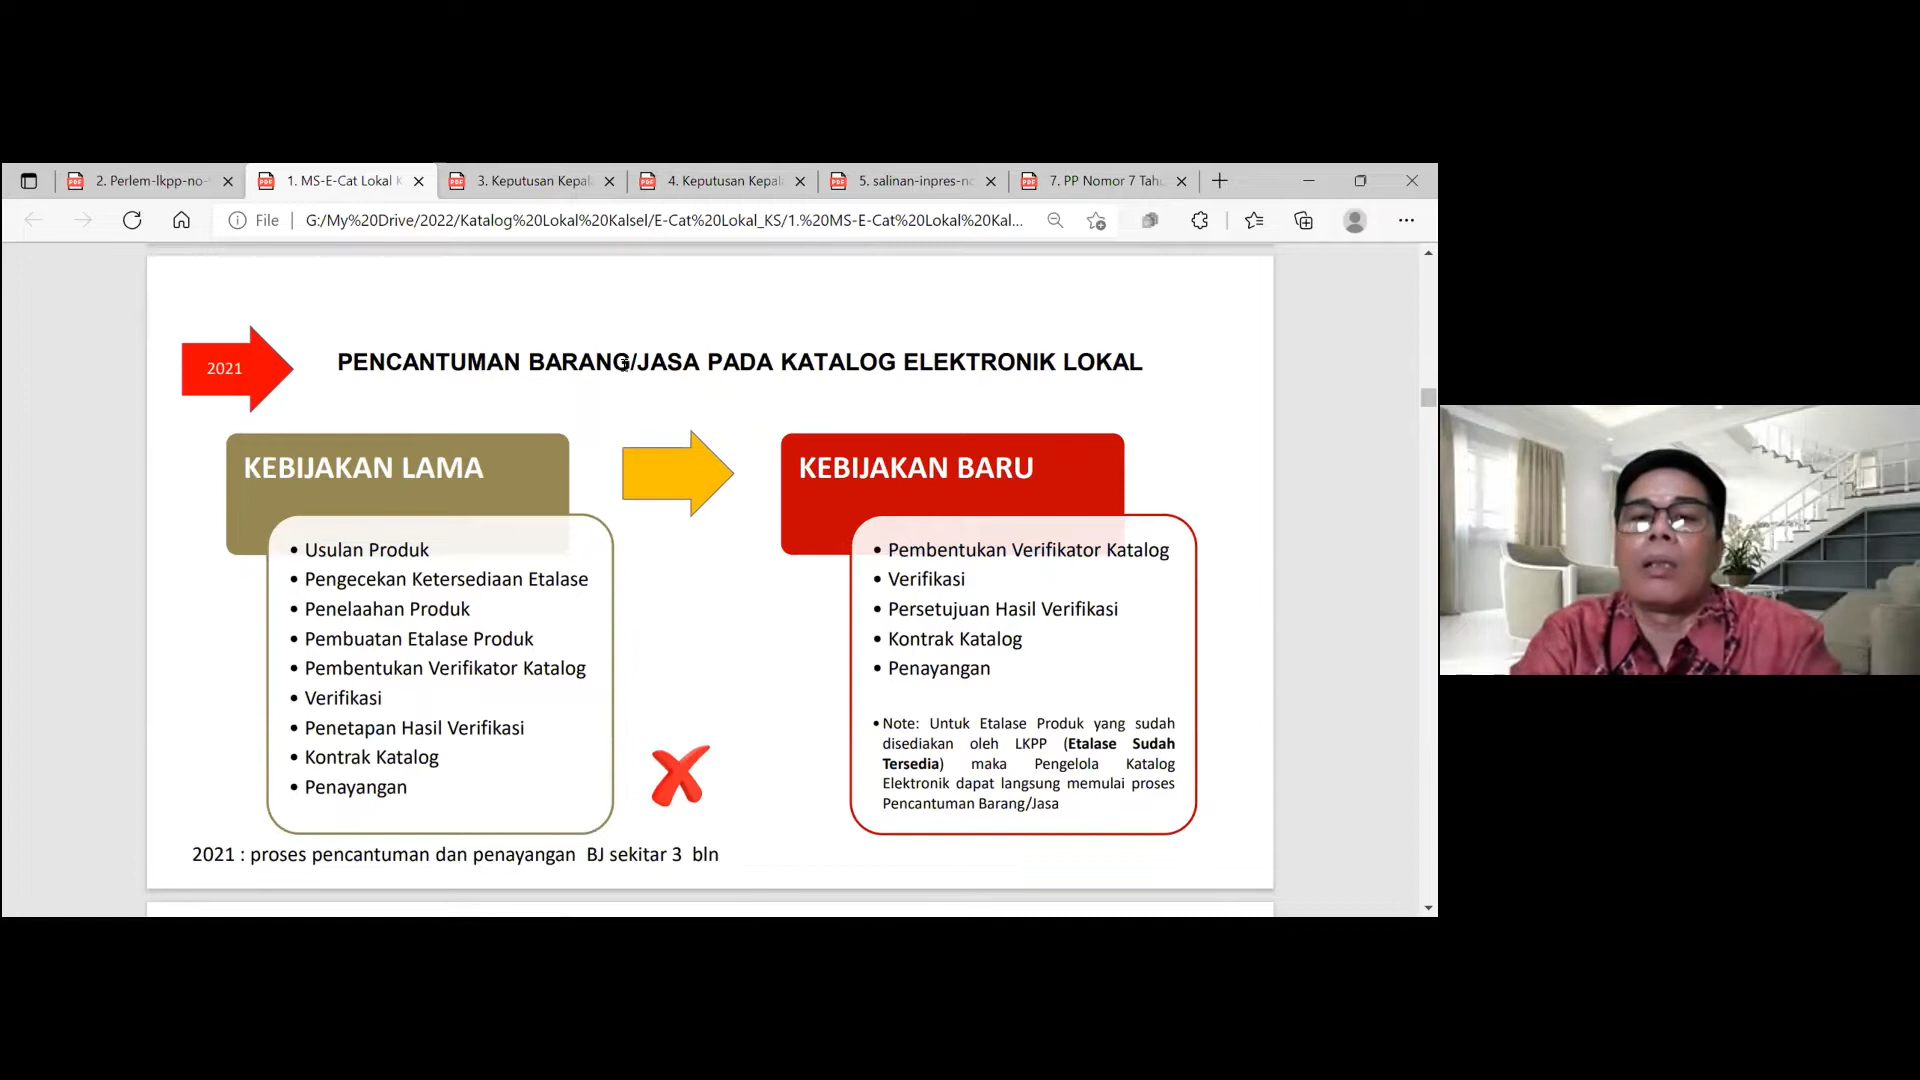 2. Perlem-lkpp-no-
1. MS-E-Cat Lokal K
3. Keputusan Kepal
4. Keputusan Kepal
5. salinan-inpres-no
7. PP Nomor 7 Tahu
File
G:/My%20Drive/2022/Katalog%20Lokal%20Kalsel/E-Cat%20Lokal_KS/1.%20MS-E-Cat%20Lokal%20Kal...
2021
PENCANTUMAN BARANG/JASA PADA KATALOG ELEKTRONIK LOKAL
KEBIJAKAN LAMA
• Usulan Produk
• Pengecekan Ketersediaan Etalase
• Penelaahan Produk
• Pembuatan Etalase Produk
• Pembentukan Verifikator Katalog
• Verifikasi
• Penetapan Hasil Verifikasi
• Kontrak Katalog
• Penayangan
KEBIJAKAN BARU
• Pembentukan Verifikator Katalog
• Verifikasi
• Persetujuan Hasil Verifikasi
• Kontrak Katalog
• Penayangan
• Note: Untuk Etalase Produk yang sudah
disediakan oleh LKPP (Etalase Sudah
Tersedia) maka Pengelola Katalog
Elektronik dapat langsung memulai proses
Pencantuman Barang/Jasa
2021 : proses pencantuman dan penayangan BJ sekitar 3 bln